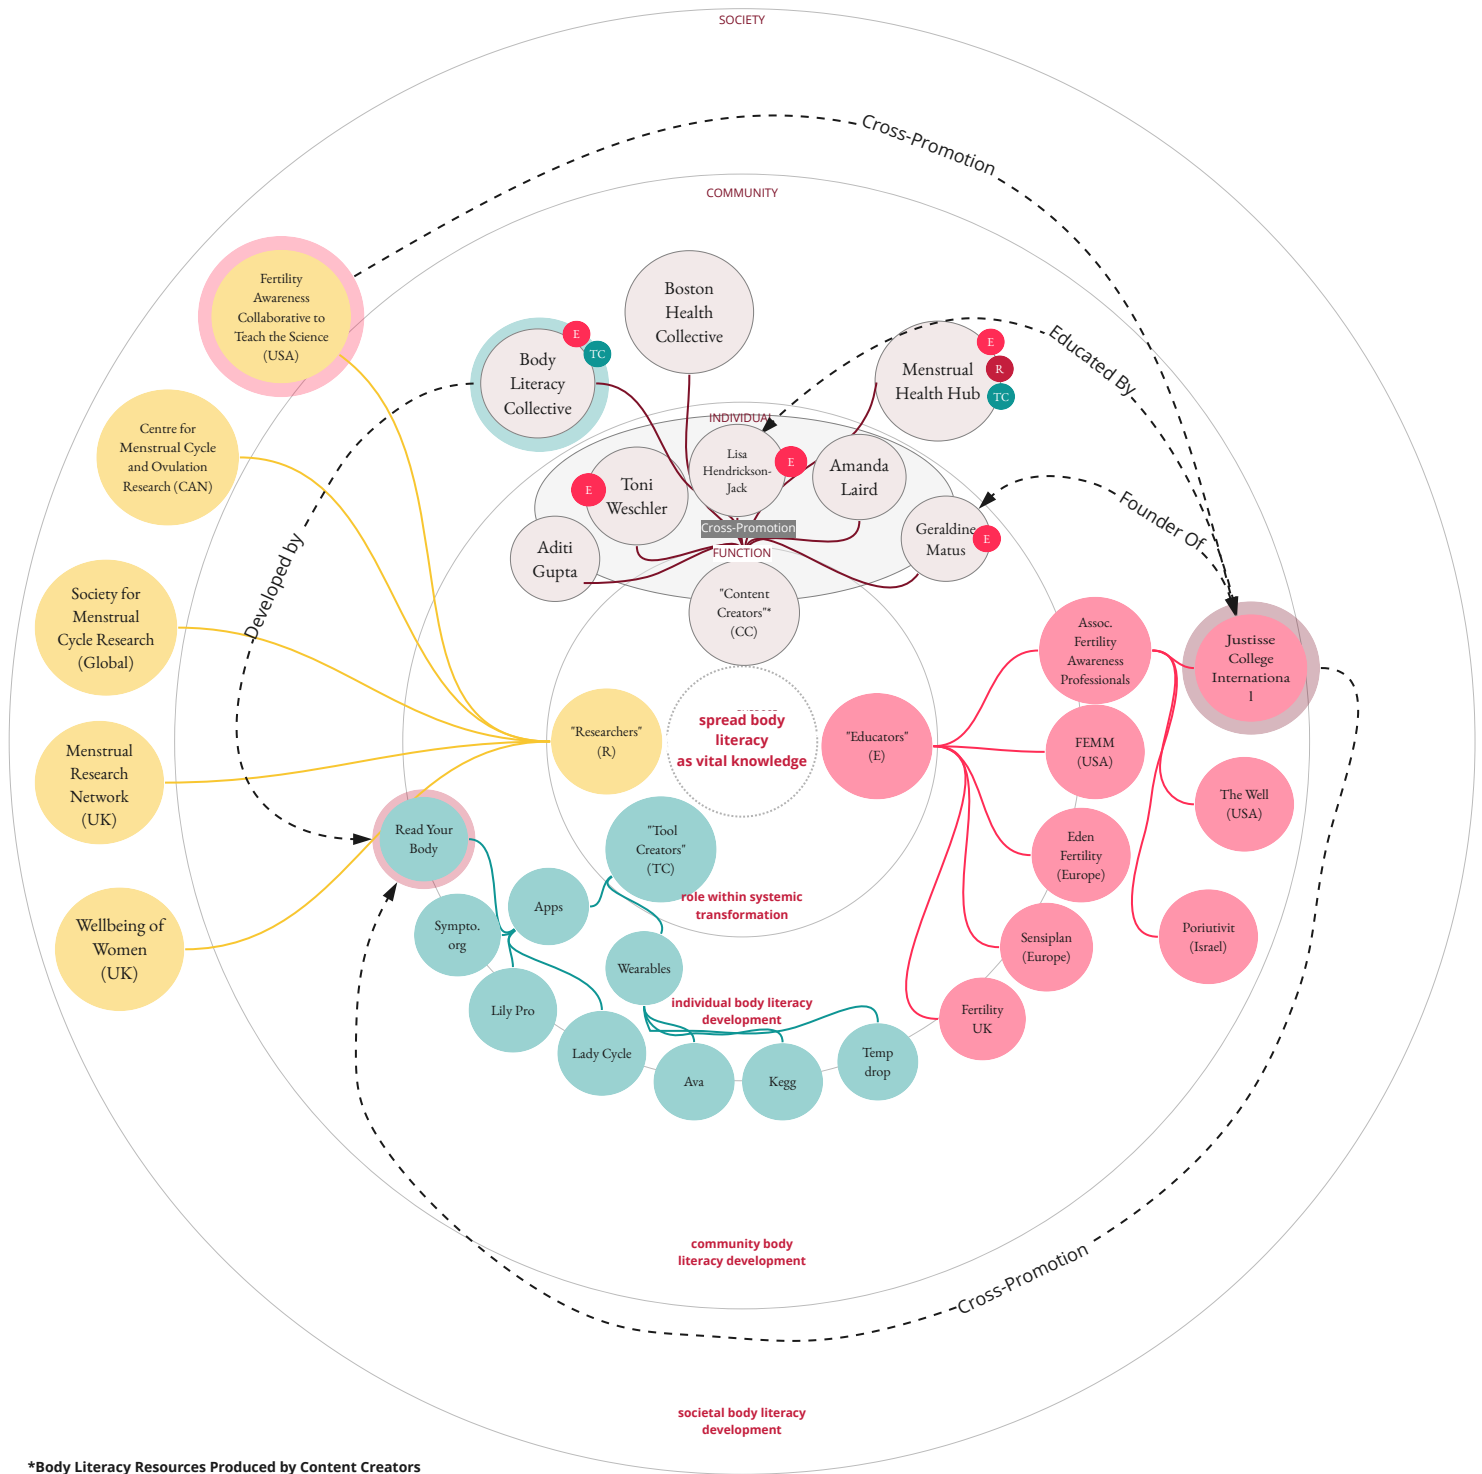 SOCIETY
Cross-Promotion
COMMUNITY
Fertility
Awareness
Collaborative to
Teach the Science
(USA)
Boston
Health
Collective
Body
Literacy
Collective
E
TC
Menstrual
Health Hub
E
R
TC
Educated By
Centre for
Menstrual Cycle
and Ovulation
Research (CAN)
INDIVIDUAL
Lisa
Hendrickson-
Jack
E
Toni
Weschler
E
Amanda
Laird
Geraldine
Matus
E
Founder Of
Aditi
Gupta
Cross-Promotion
FUNCTION
"Content
Creators"*
(CC)
Developed by
Society for
Menstrual
Cycle Research
(Global)
Assoc.
Fertility
Awareness
Professionals
Justisse
College
Internationa
l
"Researchers"
(R)
spread body
literacy
as vital knowledge
"Educators"
(E)
FEMM
(USA)
Menstrual
Research
Network
(UK)
The Well
(USA)
Read Your
Body
"Tool
Creators"
(TC)
Eden
Fertility
(Europe)
role within systemic
transformation
Apps
Sympto.
org
Wellbeing of
Women
(UK)
Sensiplan
(Europe)
Poriutivit
(Israel)
Wearables
individual body literacy
development
Lily Pro
Fertility
UK
Lady Cycle
Ava
Kegg
Temp
drop
community body
literacy development
Cross-Promotion
societal body literacy
development
*Body Literacy Resources Produced by Content Creators